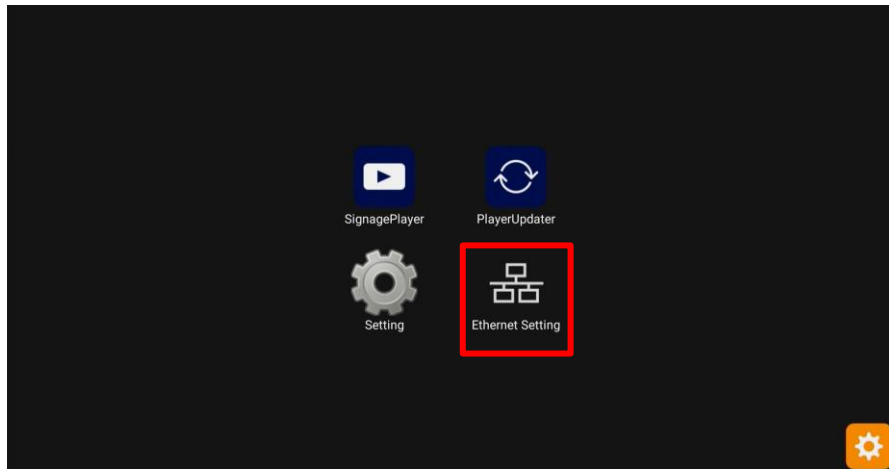 SignagePlayer
PlayerUpdater
Setting
Ethernet Setting